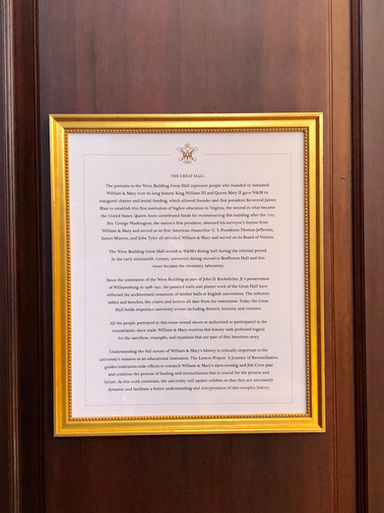 THE GREAT HALL
The portraits in the Wren Building Great Hall represent people who founded or sustained
William & Mary over its long history. King William III and Queen Mary II gave W&M its
inaugural charter and initial funding, which allowed founder and first president Reverend James
Blair to establish this first institution of higher education in Virginia, the second in what became
the United States. Queen Anne contributed funds for reconstructing this building after the 1705
fire. George Washington, the nation's first president, obtained his surveyor's license from
William & Mary and served as its first American chancellor. U. S. Presidents Thomas Jefferson,
James Monroe, and John Tyler all attended William & Mary and served on its Board of Visitors.
The Wren Building Great Hall served as W&M's dining hall during the colonial period.
In the early nineteenth century, university dining moved to Brafferton Hall and this
room became the chemistry laboratory.
Since the restoration of the Wren Building as part of John D. Rockefeller, Jr.'s preservation
of Williamsburg in 1928-1931, the paneled walls and plaster work of the Great Hall have
reflected the architectural ornament of similar halls at English universities. The refectory
tables and benches, the chairs, and lectern all date from the restoration. Today the Great
Hall holds important university events including dinners, lectures, and concerts.
All the people portrayed in this room owned slaves or authorized or participated in the
transatlantic slave trade. William & Mary receives this history with profound regard
for the sacrifices, triumphs, and injustices that are part of this American story.
Understanding the full nature of William & Mary's history is critically important to the
university's mission as an educational institution. The Lemon Project: A Journey of Reconciliation
guides institution-wide efforts to research William & Mary's slave-owning and Jim Crow past
and continue the process of healing and reconciliation that is crucial for the present and
future. As this work continues, the university will update exhibits so that they are necessarily
dynamic and facilitate a better understanding and interpretation of this complex history.